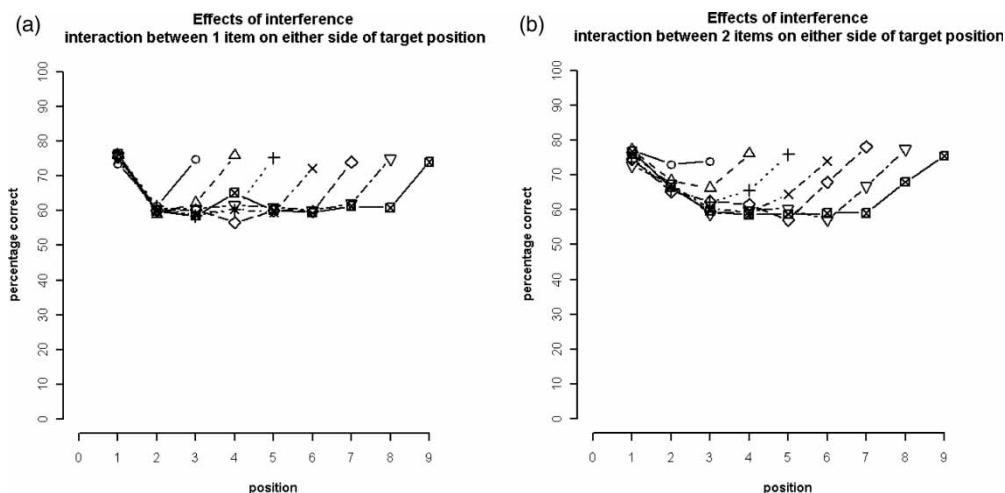 (a)
Effects of interference
interaction between 1 item on either side of target position
percentage correct
100
90
80
70
60
50
40
30
20
10
0
0 1 2 3 4 5 6 7 8 9
position
(b)
Effects of interference
interaction between 2 items on either side of target position
percentage correct
100
90
80
70
60
50
40
30
20
10
0
0 1 2 3 4 5 6 7 8 9
position